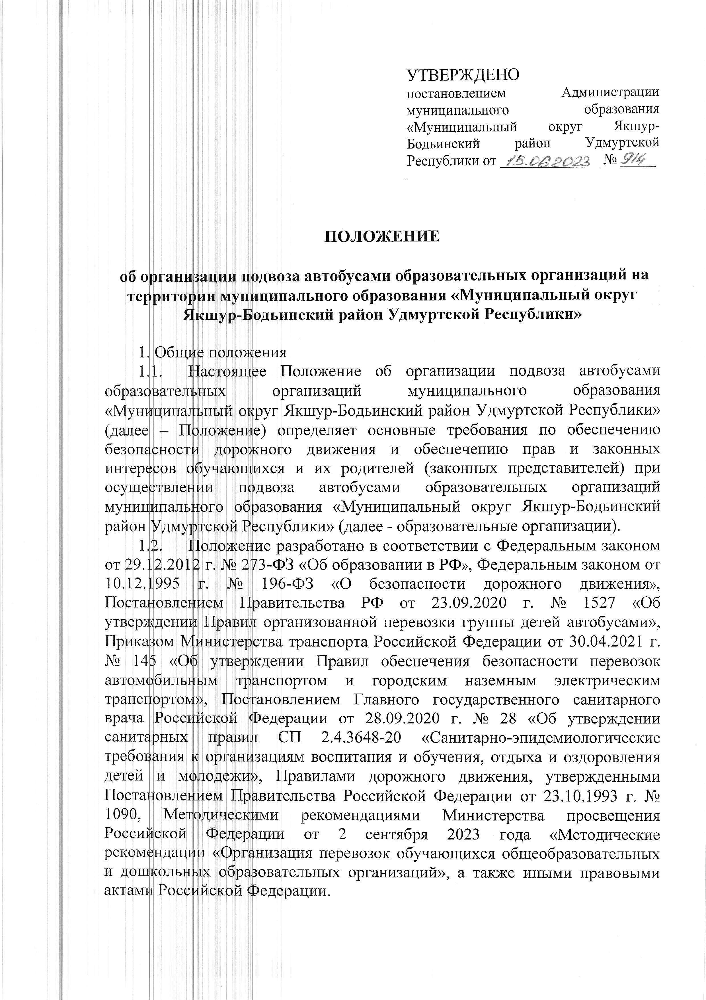 УТВЕРЖДЕНО
постановлением Администрации
муниципального образования
«Муниципальный округ Якшур-
Бодьинский район Удмуртской
Республики от 15.06.2023 № 914
ПОЛОЖЕНИЕ
об организации подвоза автобусами образовательных организаций на
территории муниципального образования «Муниципальный округ
Якшур-Бодьинский район Удмуртской Республики»
1. Общие положения
1.1. Настоящее Положение об организации подвоза автобусами
образовательных организаций муниципального образования
«Муниципальный округ Якшур-Бодьинский район Удмуртской Республики»
(далее – Положение) определяет основные требования по обеспечению
безопасности дорожного движения и обеспечению прав и законных
интересов обучающихся и их родителей (законных представителей) при
осуществлении подвоза автобусами образовательных организаций
муниципального образования «Муниципальный округ Якшур-Бодьинский
район Удмуртской Республики» (далее - образовательные организации).
1.2. Положение разработано в соответствии с Федеральным законом
от 29.12.2012 г. № 273-ФЗ «Об образовании в РФ», Федеральным законом от
10.12.1995 г. № 196-ФЗ «О безопасности дорожного движения»,
Постановлением Правительства РФ от 23.09.2020 г. № 1527 «Об
утверждении Правил организованной перевозки группы детей автобусами»,
Приказом Министерства транспорта Российской Федерации от 30.04.2021 г.
№ 145 «Об утверждении Правил обеспечения безопасности перевозок
автомобильным транспортом и городским наземным электрическим
транспортом», Постановлением Главного государственного санитарного
врача Российской Федерации от 28.09.2020 г. № 28 «Об утверждении
санитарных правил СП 2.4.3648-20 «Санитарно-эпидемиологические
требования к организациям воспитания и обучения, отдыха и оздоровления
детей и молодежи», Правилами дорожного движения, утвержденными
Постановлением Правительства Российской Федерации от 23.10.1993 г. №
1090, Методическими рекомендациями Министерства просвещения
Российской Федерации от 2 сентября 2023 года «Методические
рекомендации «Организация перевозок обучающихся общеобразовательных
и дошкольных образовательных организаций», а также иными правовыми
актами Российской Федерации.